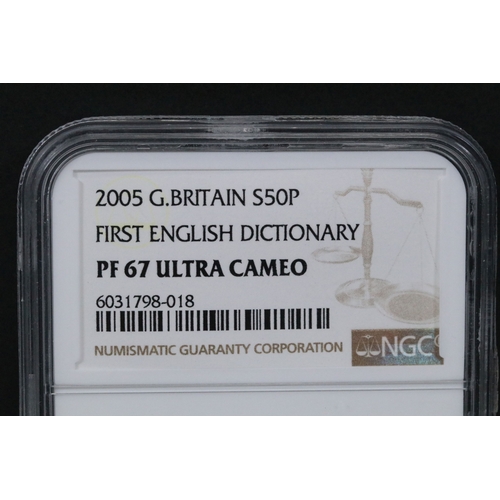 2005 G.BRITAIN S50P
FIRST ENGLISH DICTIONARY
PF 67 ULTRA CAMEO
6031798-018
NUMISMATIC GUARANTY CORPORATION
NGC